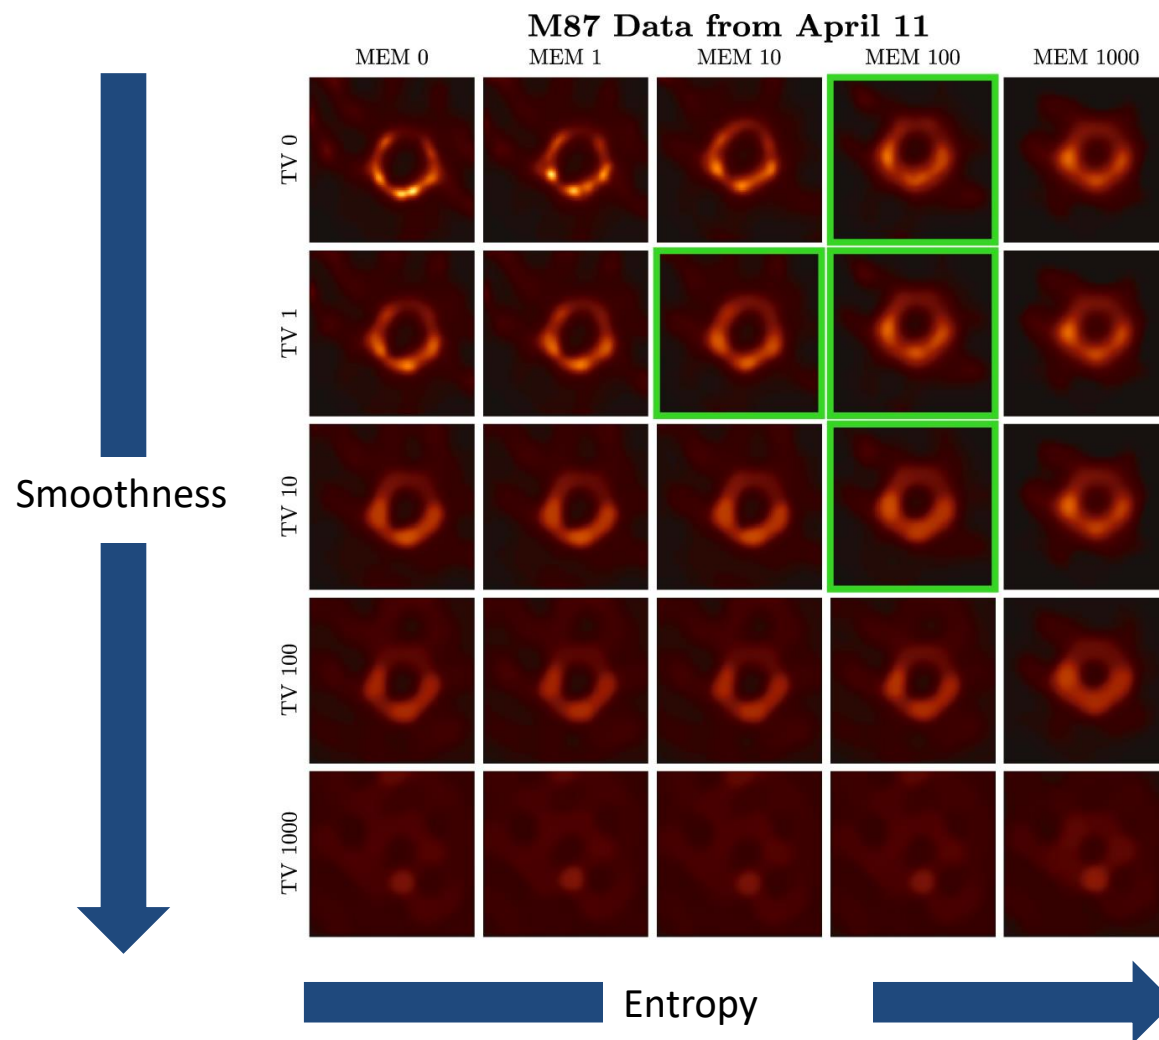 M87 Data from April 11
MEM 0 MEM 1 MEM 10 MEM 100 MEM 1000
TV 0
TV 1
Smoothness
TV 10
TV 100
TV 1000
Entropy